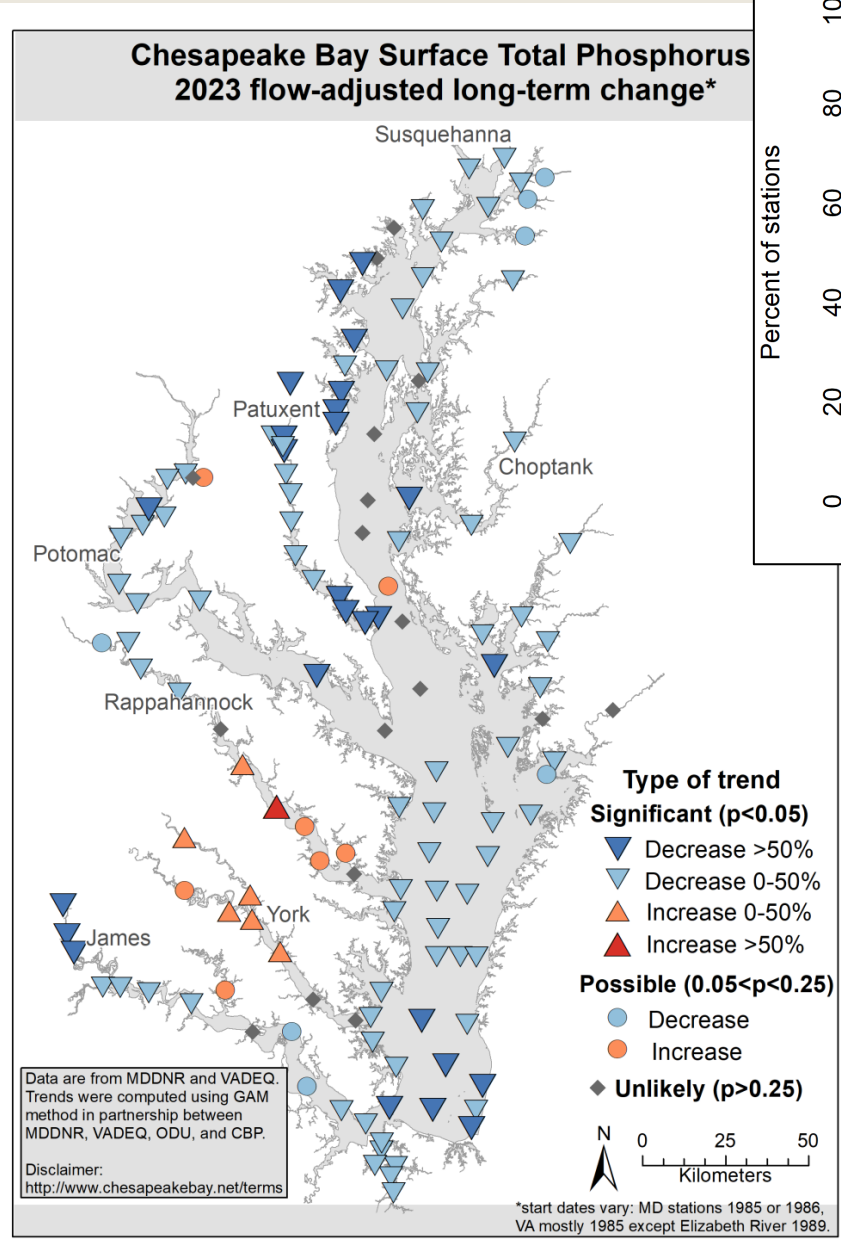 Chesapeake Bay Surface Total Phosphorus
2023 flow-adjusted long-term change*
Susquehanna
Patuxent
Choptank
Potomac
Rappahannock
York
James
Type of trend
Significant (p<0.05)
Decrease >50%
Decrease 0-50%
Increase 0-50%
Increase >50%
Possible (0.05<p<0.25)
Decrease
Increase
Unlikely (p>0.25)
Data are from MDDNR and VADEQ.
Trends were computed using GAM
method in partnership between
MDDNR, VADEQ, ODU, and CBP.
Disclaimer:
http://www.chesapeakebay.net/terms
N
0 25 50
Kilometers
*start dates vary: MD stations 1985 or 1986,
VA mostly 1985 except Elizabeth River 1989.
Percent of stations
0
20
40
60
80